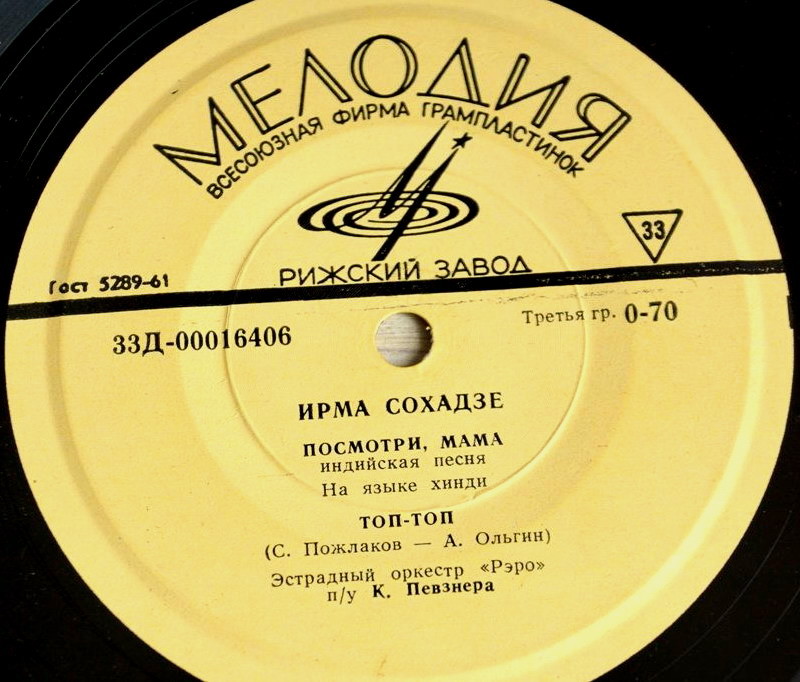 МЕЛОДИЯ
ВСЕСОЮЗНАЯ ФИРМА ГРАМПЛАСТИНОК
33
РИЖСКИЙ ЗАВОД
Гост 5289-61
33Д-00016406
Третья гр. 0-70
ИРМА СОХАДЗЕ
ПОСМОТРИ, МАМА
индийская песня
На языке хинди
ТОП-ТОП
(С. Пожлаков — А. Ольгин)
Эстрадный оркестр «Рэро»
п/у К. Певзнера